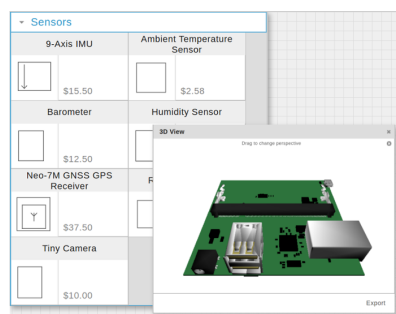 Sensors
9-Axis IMU
Ambient Temperature
Sensor
$15.50
$2.58
Barometer
Humidity Sensor
$12.50
Neo-7M GNSS GPS
Receiver
$37.50
Tiny Camera
$10.00
3D View
×
Drag to change perspective
Export